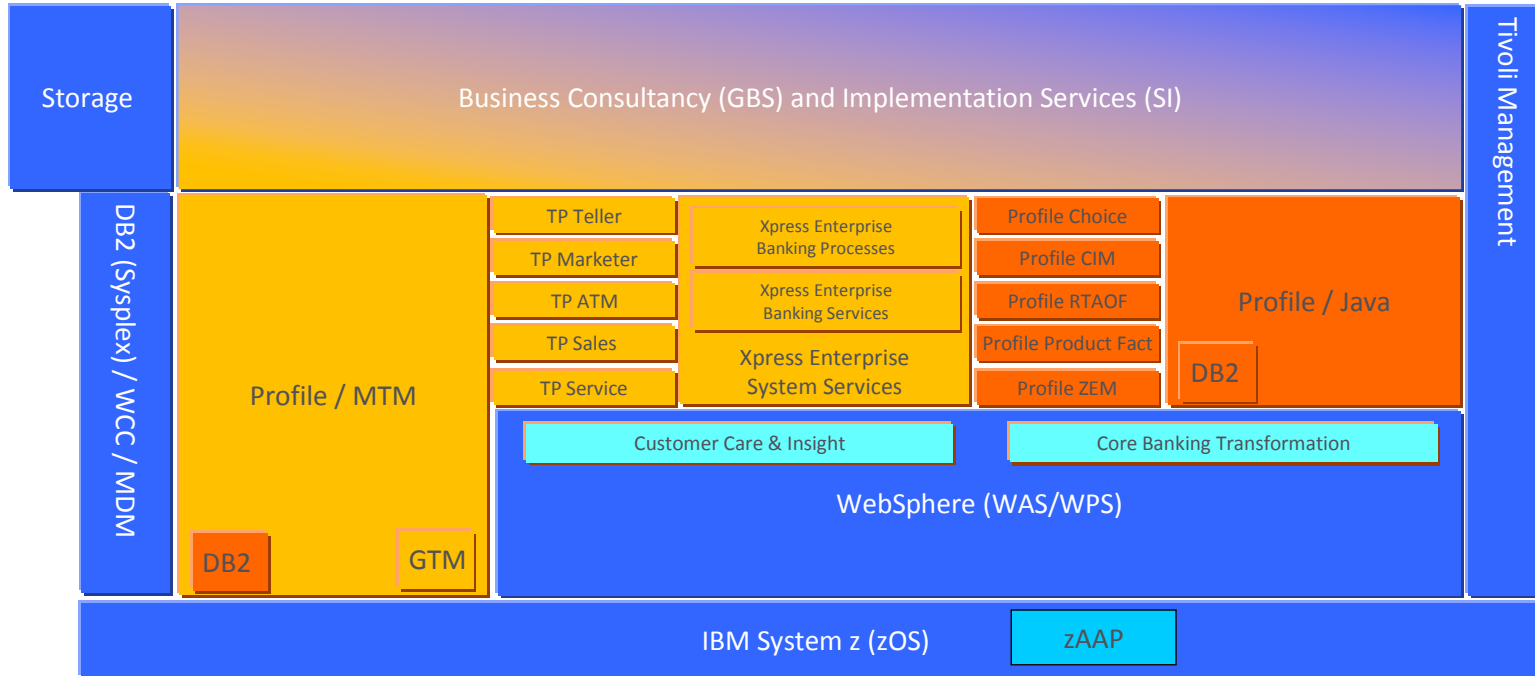 Storage
Business Consultancy (GBS) and Implementation Services (SI)
Tivoli Management
DB2 (Sysplex) / WCC / MDM
Profile / MTM
DB2
GTM
TP Teller
TP Marketer
TP ATM
TP Sales
TP Service
Xpress Enterprise
Banking Processes
Xpress Enterprise
Banking Services
Xpress Enterprise
System Services
Profile Choice
Profile CIM
Profile RTAOF
Profile Product Fact
Profile ZEM
Profile / Java
DB2
Customer Care & Insight
Core Banking Transformation
WebSphere (WAS/WPS)
IBM System z (zOS)
zAAP